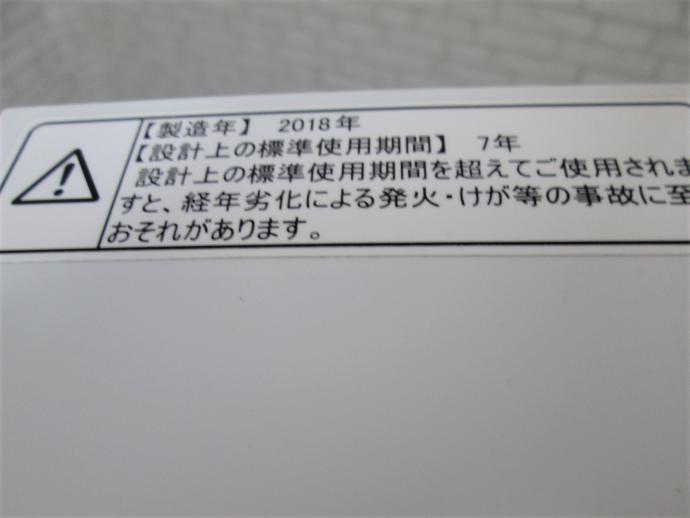 【製造年】 2018年
【設計上の標準使用期間】 7年
設計上の標準使用期間を超えてご使用されま
すと、経年劣化による発火・けが等の事故に至
おそれがあります。